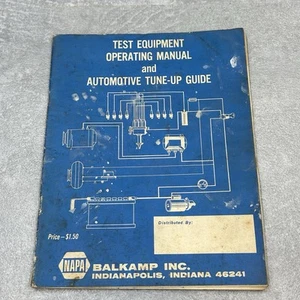 TEST EQUIPMENT
OPERATING MANUAL
and
AUTOMOTIVE TUNE-UP GUIDE
Distributed By:
Price—$1.50
NAPA
BALKAMP INC.
INDIANAPOLIS, INDIANA 46241